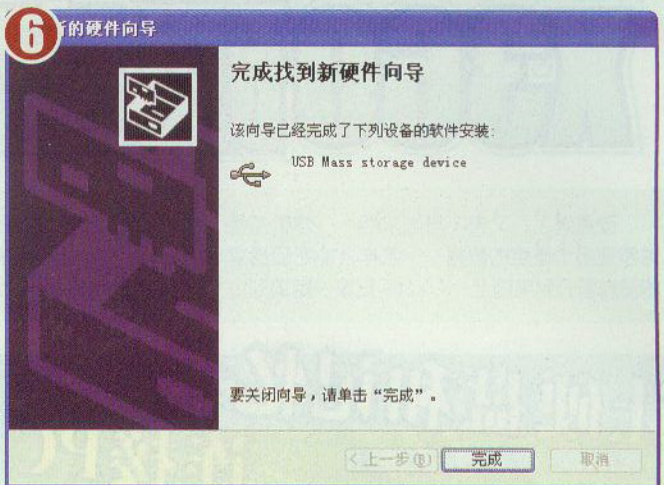 6
新的硬件向导
完成找到新硬件向导
该向导已经完成了下列设备的软件安装:
USB Mass storage device
要关闭向导，请单击“完成”。
<上一步(B)
完成
取消